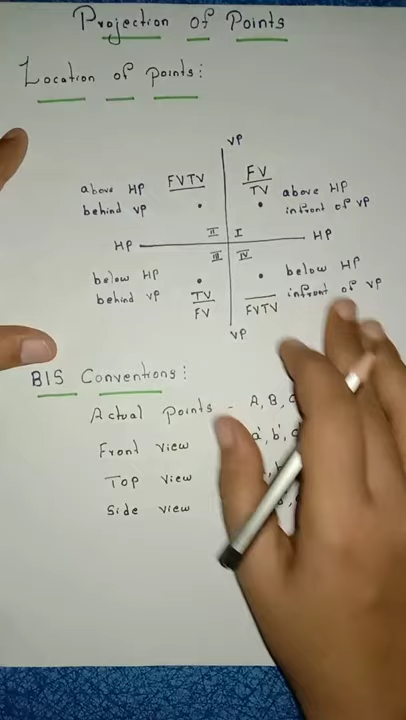 Projection of Points
Location of points:
VP
above HP FVTV FV
TV above HP
behind VP infront of VP
II I
HP HP
III IV
below HP below HP
behind VP TV infront of VP
FV FVTV
VP
BIS Conventions:
Actual Points - A, B,
Front view a', b',
Top view
Side view